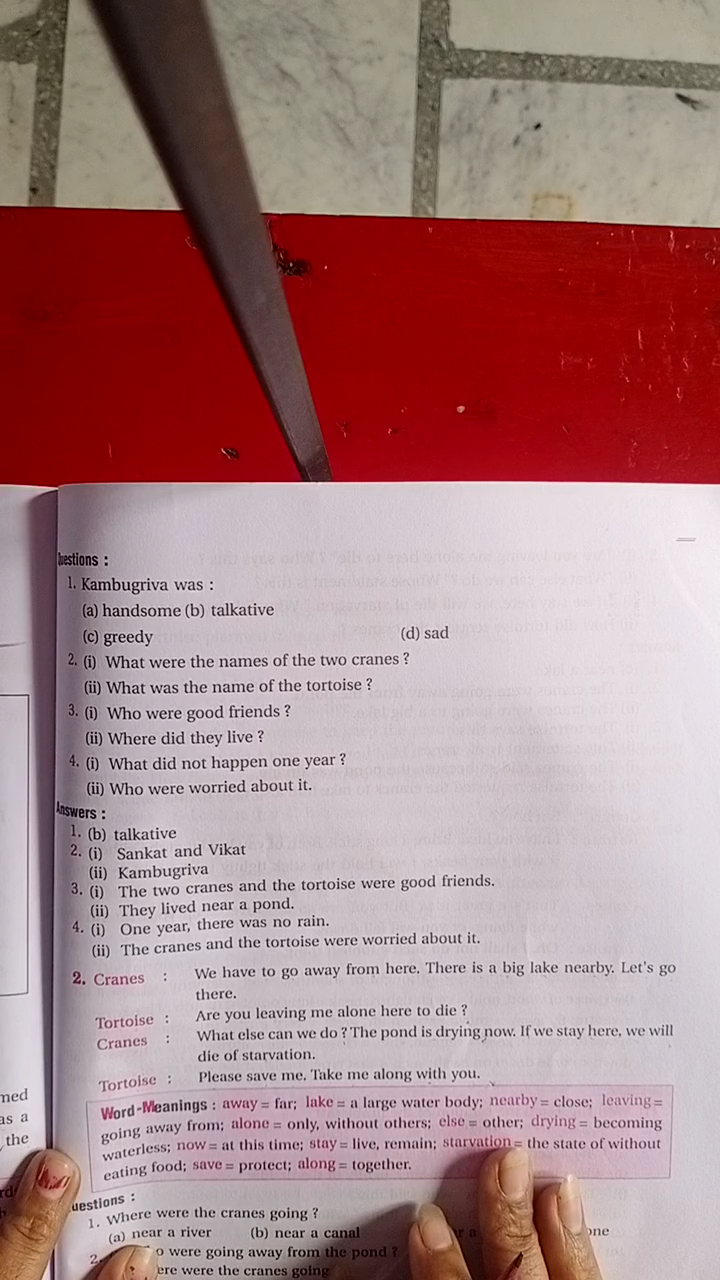 Questions :
1. Kambugriva was :
(a) handsome (b) talkative
(c) greedy (d) sad
2. (i) What were the names of the two cranes ?
(ii) What was the name of the tortoise ?
3. (i) Who were good friends ?
(ii) Where did they live ?
4. (i) What did not happen one year ?
(ii) Who were worried about it.
Answers :
1. (b) talkative
2. (i) Sankat and Vikat
(ii) Kambugriva
3. (i) The two cranes and the tortoise were good friends.
(ii) They lived near a pond.
4. (i) One year, there was no rain.
(ii) The cranes and the tortoise were worried about it.
2. Cranes : We have to go away from here. There is a big lake nearby. Let's go
there.
Tortoise : Are you leaving me alone here to die ?
Cranes : What else can we do ? The pond is drying now. If we stay here, we will
die of starvation.
Tortoise : Please save me. Take me along with you.
Word-Meanings : away = far; lake = a large water body; nearby = close; leaving =
going away from; alone = only, without others; else = other; drying = becoming
waterless; now = at this time; stay = live, remain; starvation = the state of without
eating food; save = protect; along = together.
uestions :
1. Where were the cranes going ?
(a) near a river (b) near a canal one
2. o were going away from the pond ?
ere were the cranes going
med
as a
the